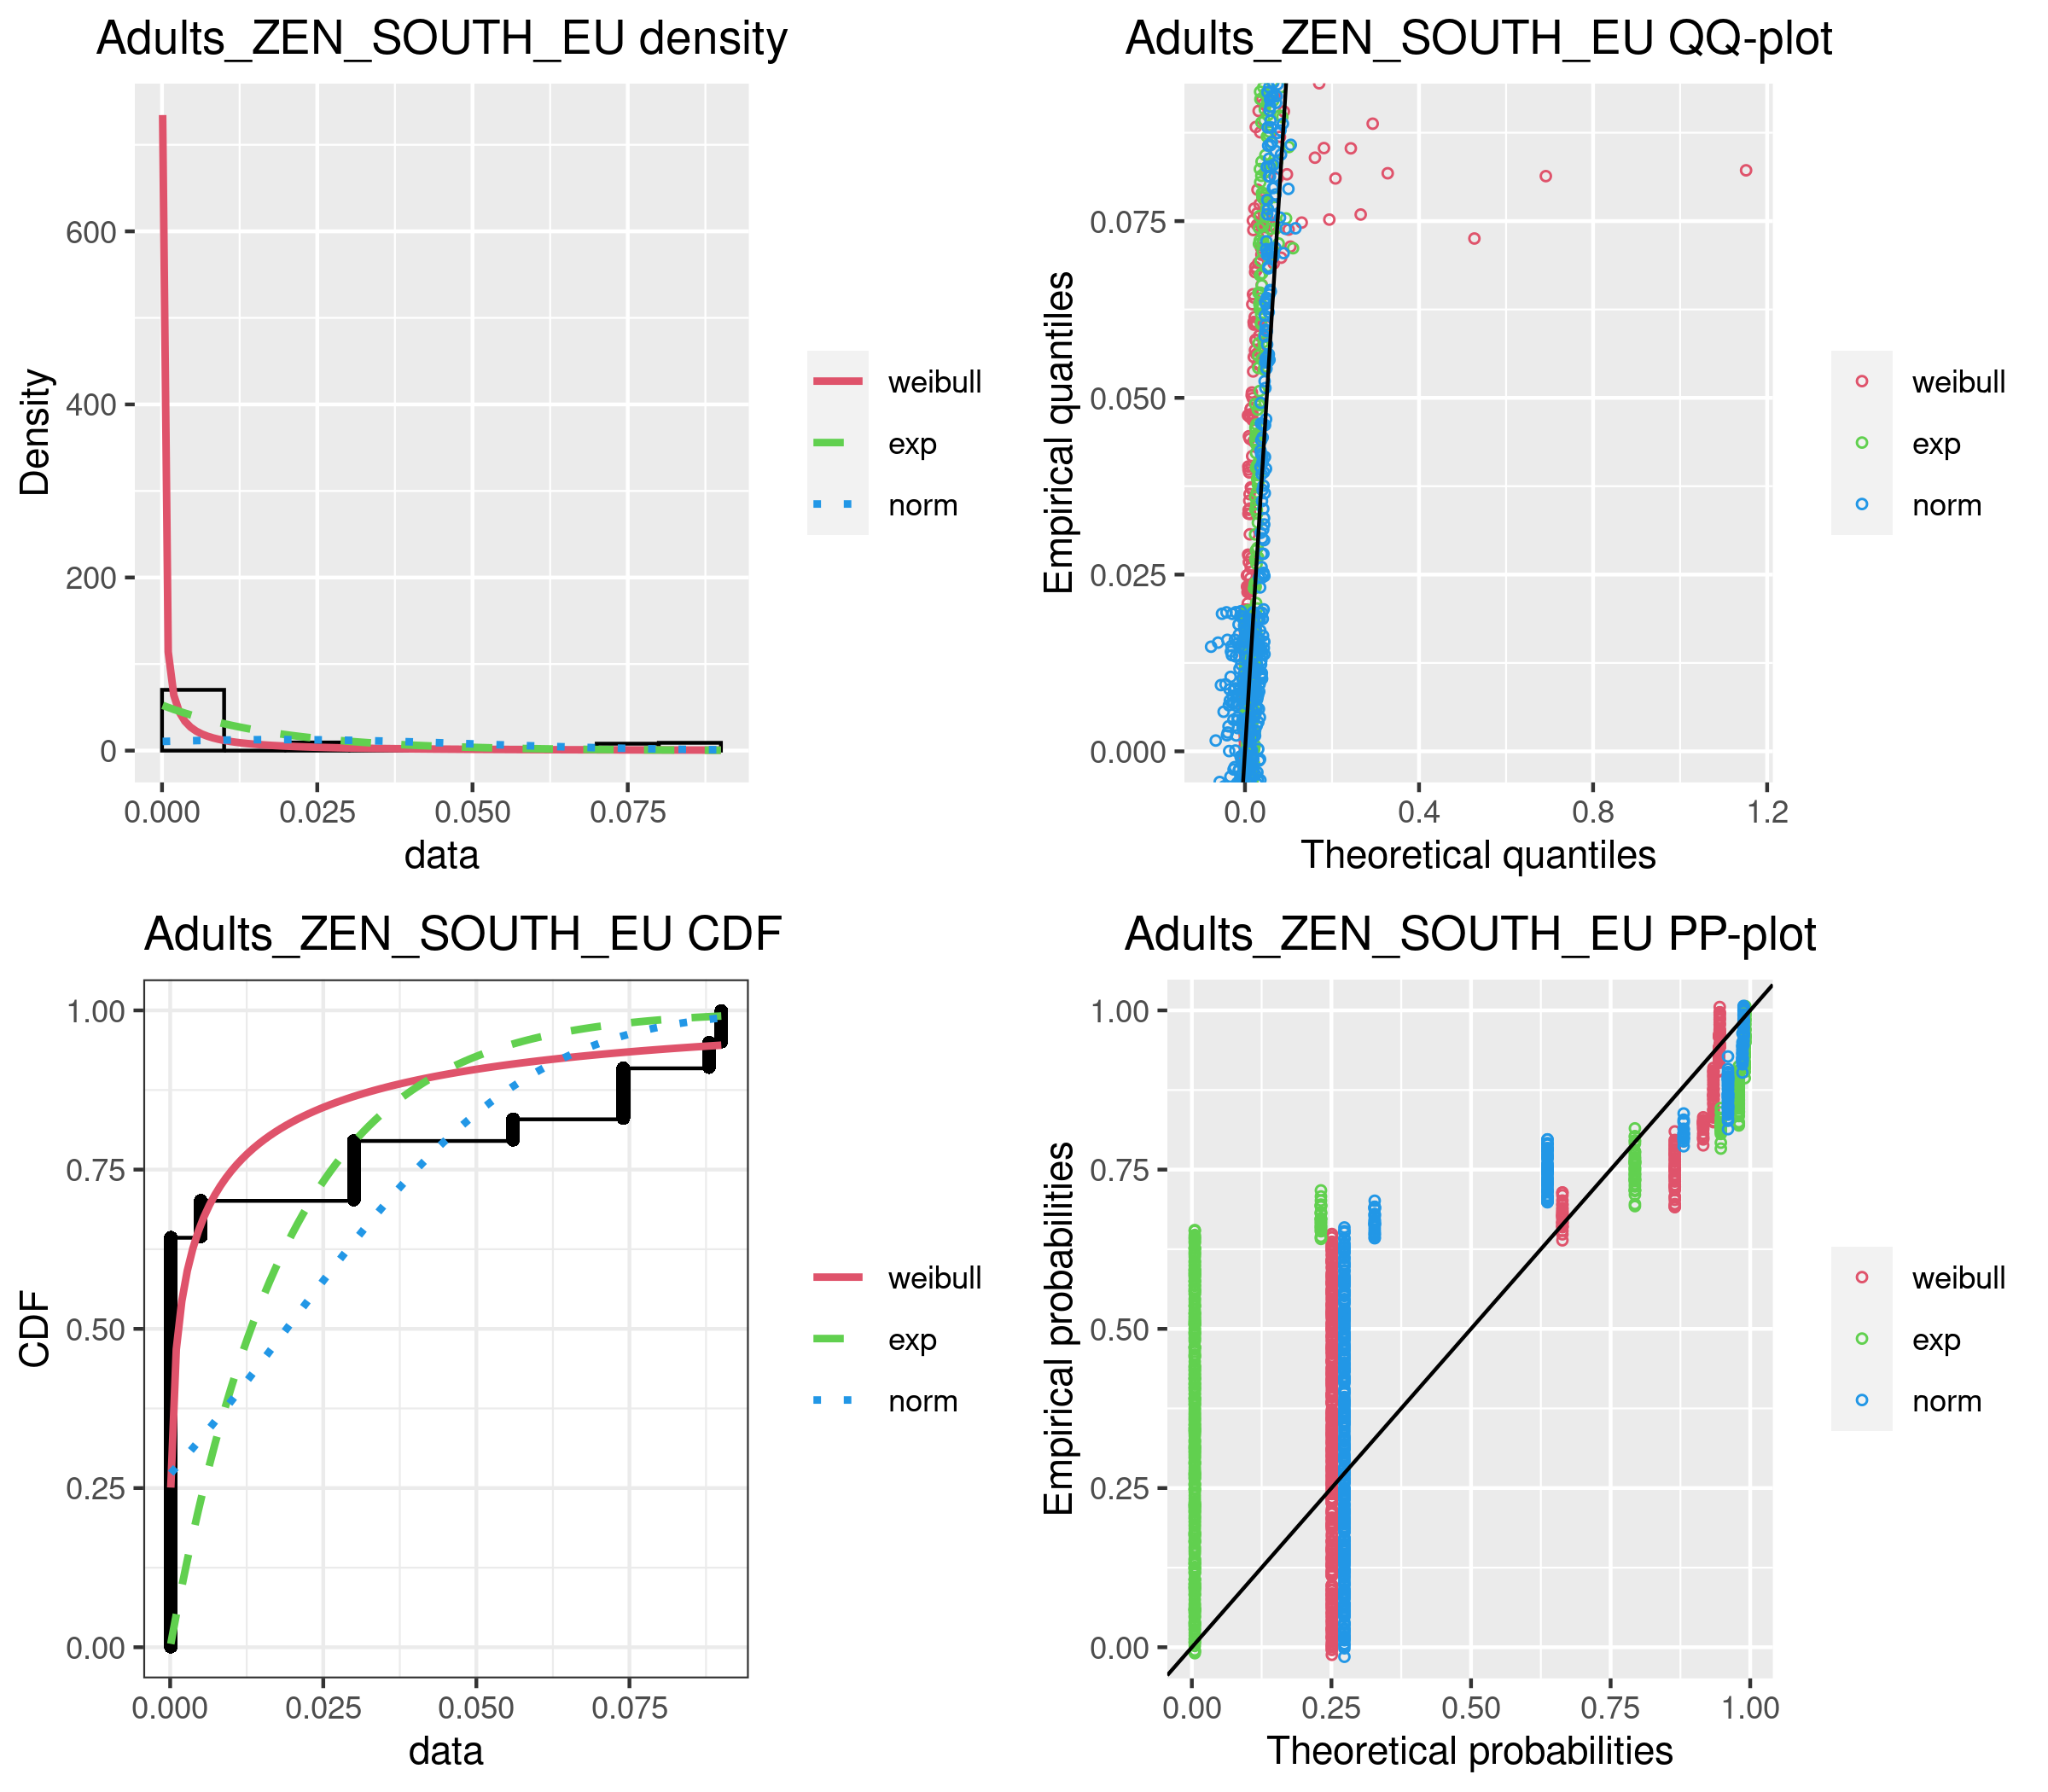 Adults_ZEN_SOUTH_EU density
Density
600
400
200
0
0.000 0.025 0.050 0.075
data
weibull
exp
norm
Adults_ZEN_SOUTH_EU QQ-plot
Empirical quantiles
0.075
0.050
0.025
0.000
0.0 0.4 0.8 1.2
Theoretical quantiles
weibull
exp
norm
Adults_ZEN_SOUTH_EU CDF
CDF
1.00
0.75
0.50
0.25
0.00
0.000 0.025 0.050 0.075
data
weibull
exp
norm
Adults_ZEN_SOUTH_EU PP-plot
Empirical probabilities
1.00
0.75
0.50
0.25
0.00
0.00 0.25 0.50 0.75 1.00
Theoretical probabilities
weibull
exp
norm